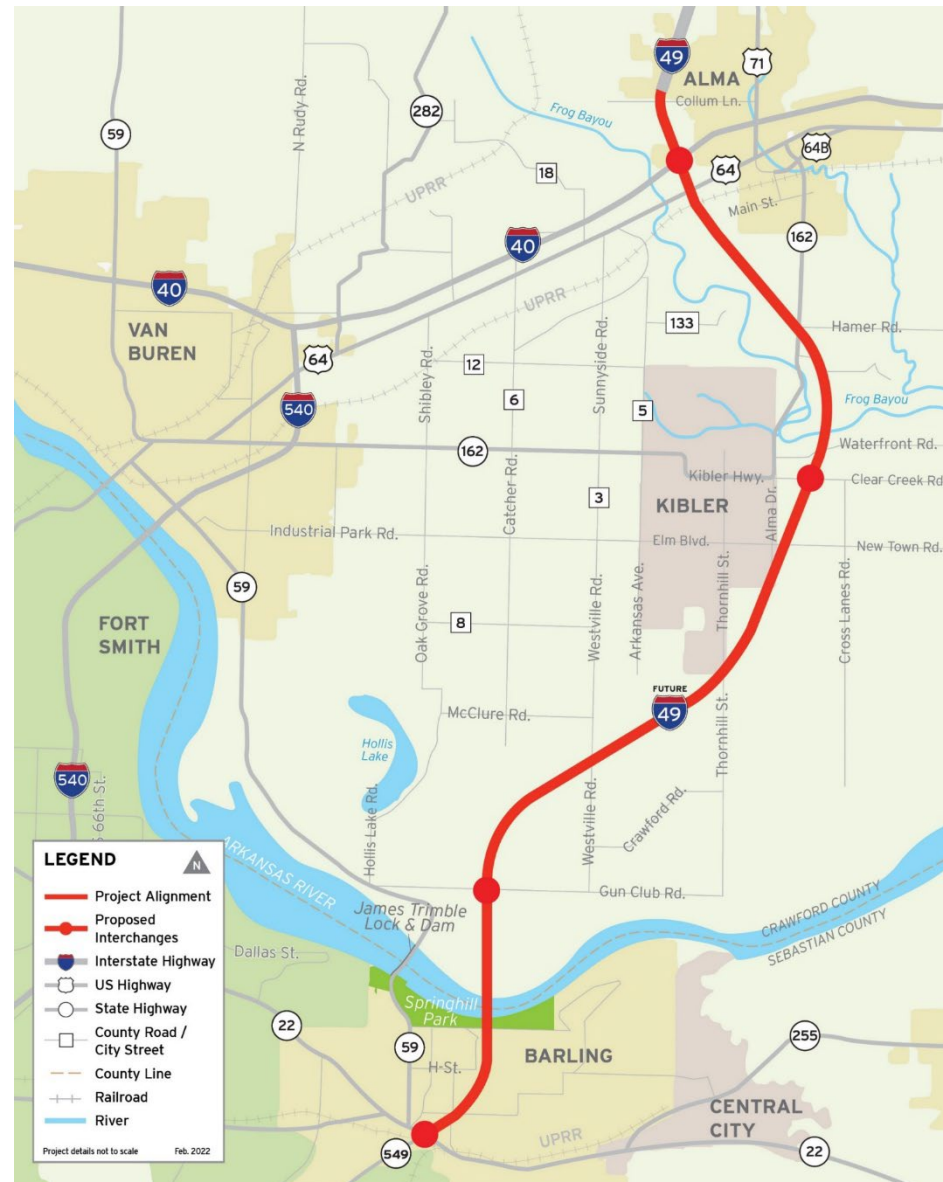 49
71
ALMA
Collum Ln.
N Rudy Rd.
282
59
Frog Bayou
64B
64
18
UPRR
Main St.
162
40
40
UPRR
133
Hamer Rd.
VAN
BUREN
64
Shibley Rd.
12
Sunnyside Rd.
6
5
540
Frog Bayou
162
Waterfront Rd.
Kibler Hwy.
Clear Creek Rd
Catcher Rd.
3
KIBLER
Alma Dr.
Industrial Park Rd.
Elm Blvd.
New Town Rd.
59
FORT
SMITH
Oak Grove Rd.
8
Westville Rd.
Arkansas Ave.
Thornhill St.
Cross Lanes Rd.
FUTURE
49
McClure Rd.
Hollis
Lake
540
S 66th St.
Hollis Lake Rd.
Westville Rd.
Crawford Rd.
Thornhill St.
ARKANSAS RIVER
Gun Club Rd.
James Trimble
Lock & Dam
CRAWFORD COUNTY
SEBASTIAN COUNTY
Dallas St.
Springhill
Park
22
59
H-St.
BARLING
255
CENTRAL
CITY
UPRR
549
22
LEGEND
N
Project Alignment
Proposed
Interchanges
Interstate Highway
US Highway
State Highway
County Road /
City Street
County Line
Railroad
River
Project details not to scale Feb. 2022